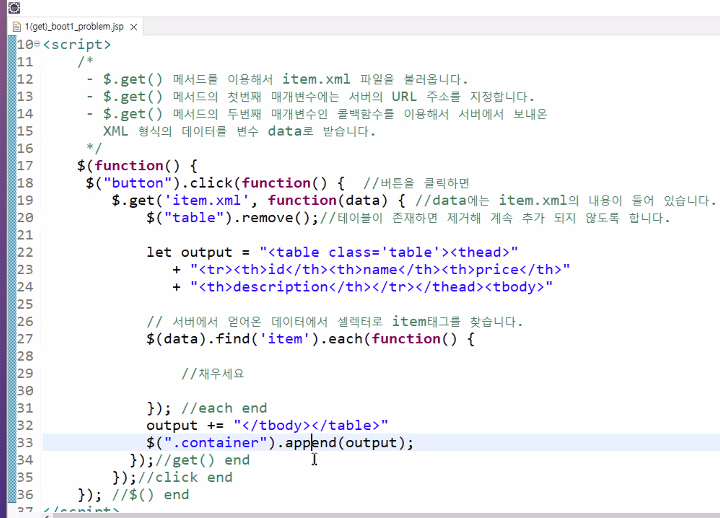 1(get)_boot1_problem.jsp
10 <script>
11 /*
12 - $.get() 메서드를 이용해서 item.xml 파일을 불러옵니다.
13 - $.get() 메서드의 첫번째 매개변수에는 서버의 URL 주소를 지정합니다.
14 - $.get() 메서드의 두번째 매개변수인 콜백함수를 이용해서 서버에서 보내온
15 XML 형식의 데이터를 변수 data로 받습니다.
16 */
17 $(function() {
18 $("button").click(function() { //버튼을 클릭하면
19 $.get('item.xml', function(data) { //data에는 item.xml의 내용이 들어 있습니다.
20 $("table").remove();//테이블이 존재하면 제거해 계속 추가 되지 않도록 합니다.
21
22 let output = "<table class='table'><thead>"
23 + "<tr><th>id</th><th>name</th><th>price</th>"
24 + "<th>description</th></tr></thead><tbody>"
25
26 // 서버에서 얻어온 데이터에서 셀렉터로 item태그를 찾습니다.
27 $(data).find('item').each(function() {
28
29 //채우세요
30
31 }); //each end
32 output += "</tbody></table>"
33 $(".container").append(output);
34 });//get() end
35 });//click end
36 }); //$() end
37 </script>